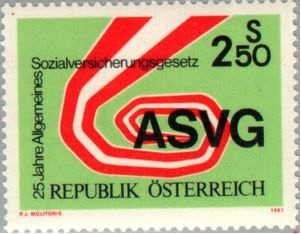 S
2.50
25 Jahre Allgemeines
Sozialversicherungsgesetz
ASVG
REPUBLIK ÖSTERREICH
P.J. MOLITORIS
1981